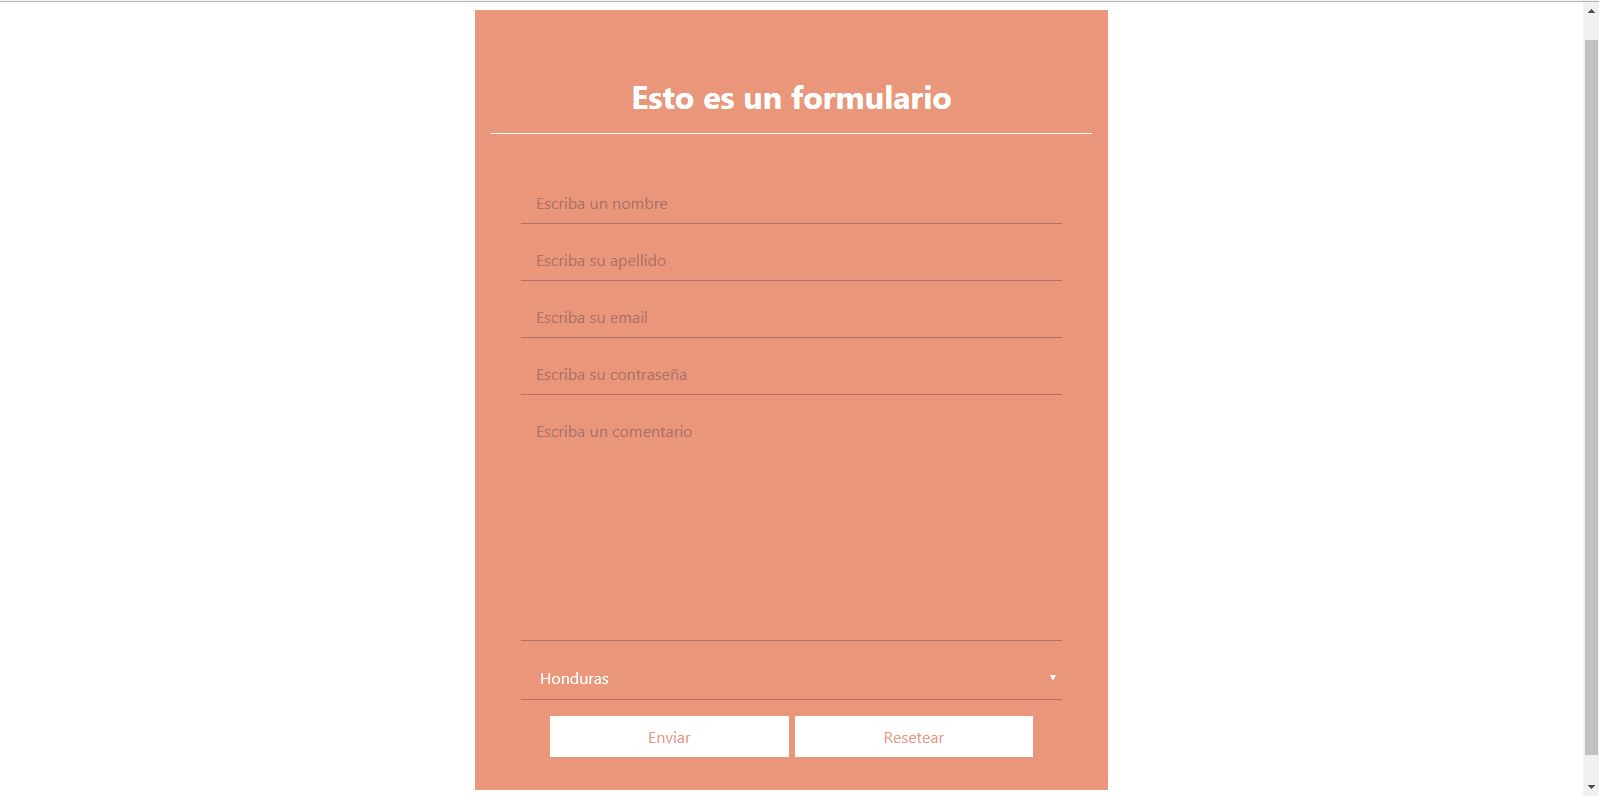 Esto es un formulario
Escriba un nombre
Escriba su apellido
Escriba su email
Escriba su contraseña
Escriba un comentario
Honduras
Enviar
Resetear